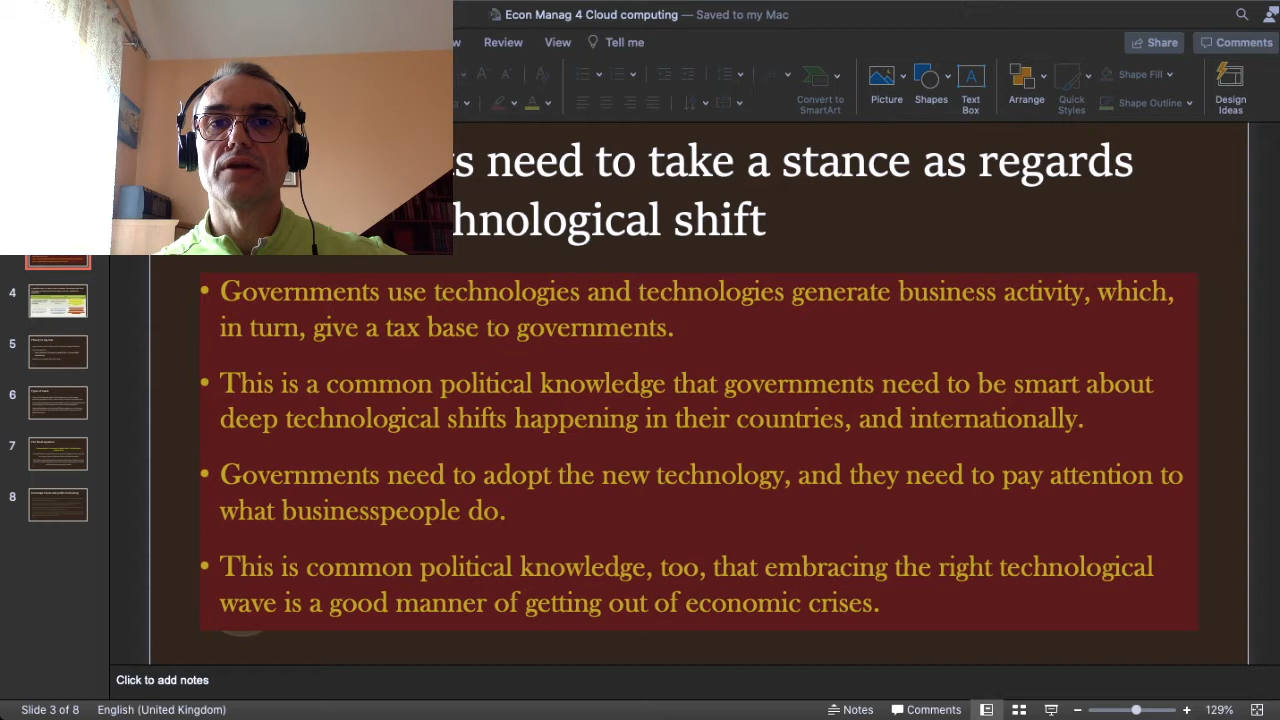 Econ Manag 4 Cloud computing — Saved to my Mac
Review View Tell me Share Comments
Convert to SmartArt
Picture
Shapes
Text Box
Arrange
Quick Styles
Shape Fill
Shape Outline
Design Ideas
need to take a stance as regards
hnological shift
• Governments use technologies and technologies generate business activity, which,
in turn, give a tax base to governments.
• This is a common political knowledge that governments need to be smart about
deep technological shifts happening in their countries, and internationally.
• Governments need to adopt the new technology, and they need to pay attention to
what businesspeople do.
• This is common political knowledge, too, that embracing the right technological
wave is a good manner of getting out of economic crises.
4
5
6
7
8
Click to add notes
Slide 3 of 8 English (United Kingdom) Notes Comments 129%